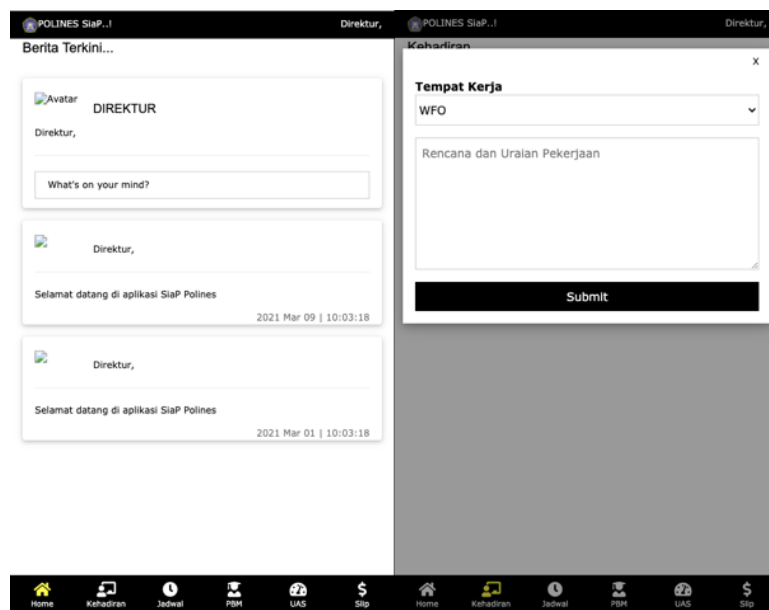 POLINES SiaP..!
Direktur,
Berita Terkini...
Avatar
DIREKTUR
Direktur,
What's on your mind?
Direktur,
Selamat datang di aplikasi SiaP Polines
2021 Mar 09 | 10:03:18
Direktur,
Selamat datang di aplikasi SiaP Polines
2021 Mar 01 | 10:03:18
Home Kehadiran Jadwal PBM UAS Slip
POLINES SiaP..!
Direktur,
Kehadiran
x
Tempat Kerja
WFO
Rencana dan Uraian Pekerjaan
Submit
Home Kehadiran Jadwal PBM UAS Slip